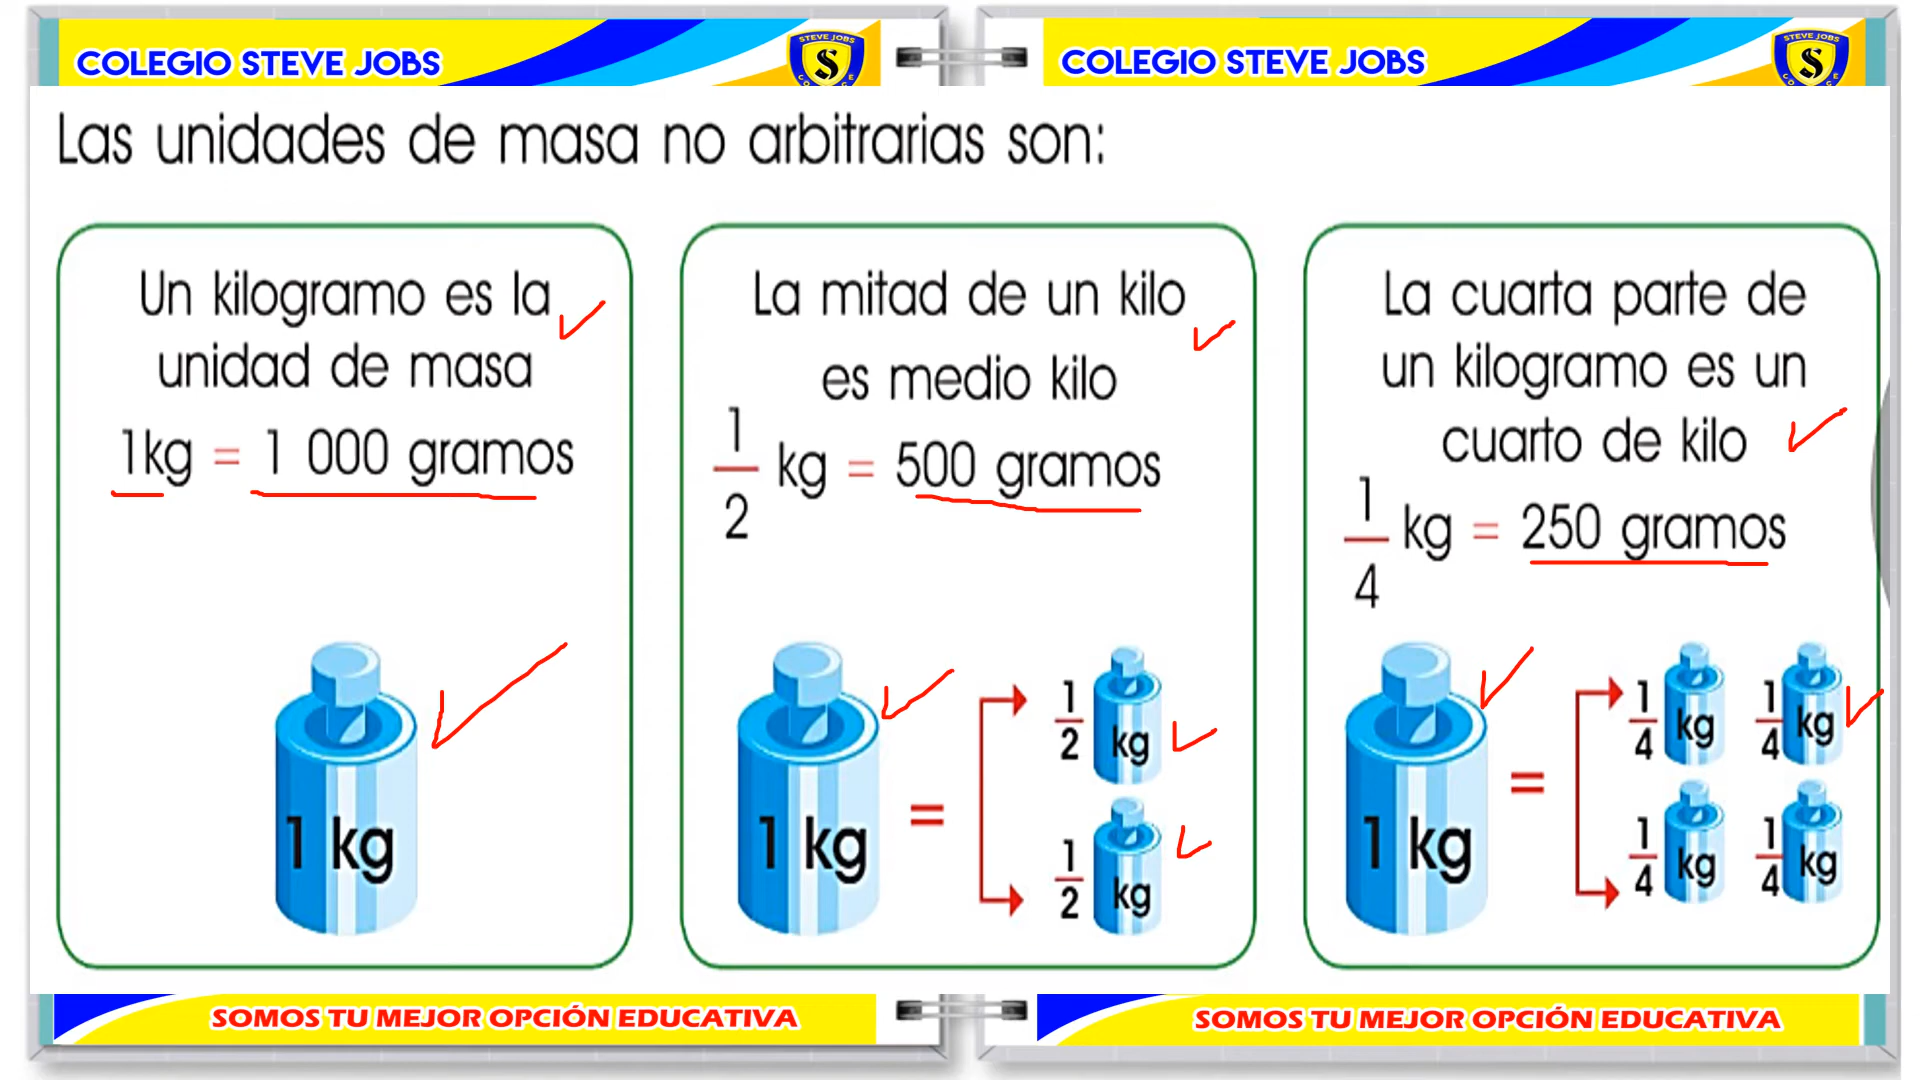 COLEGIO STEVE JOBS
STEVE JOBS
S
COLEGIO STEVE JOBS
STEVE JOBS
S
Las unidades de masa no arbitrarias son:
Un kilogramo es la
unidad de masa
1kg = 1 000 gramos
1 kg
La mitad de un kilo
es medio kilo
1/2 kg = 500 gramos
1 kg = 1/2 kg
1/2 kg
La cuarta parte de
un kilogramo es un
cuarto de kilo
1/4 kg = 250 gramos
1 kg = 1/4 kg 1/4 kg
1/4 kg 1/4 kg
SOMOS TU MEJOR OPCIÓN EDUCATIVA
SOMOS TU MEJOR OPCIÓN EDUCATIVA